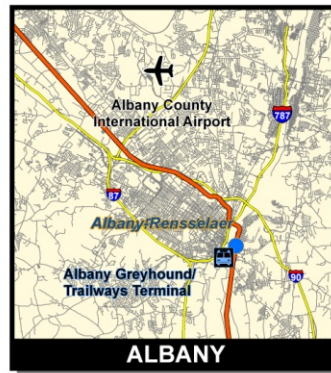 Albany County
International Airport
787
87
Albany-Rensselaer
Albany Greyhound/
Trailways Terminal
90
ALBANY